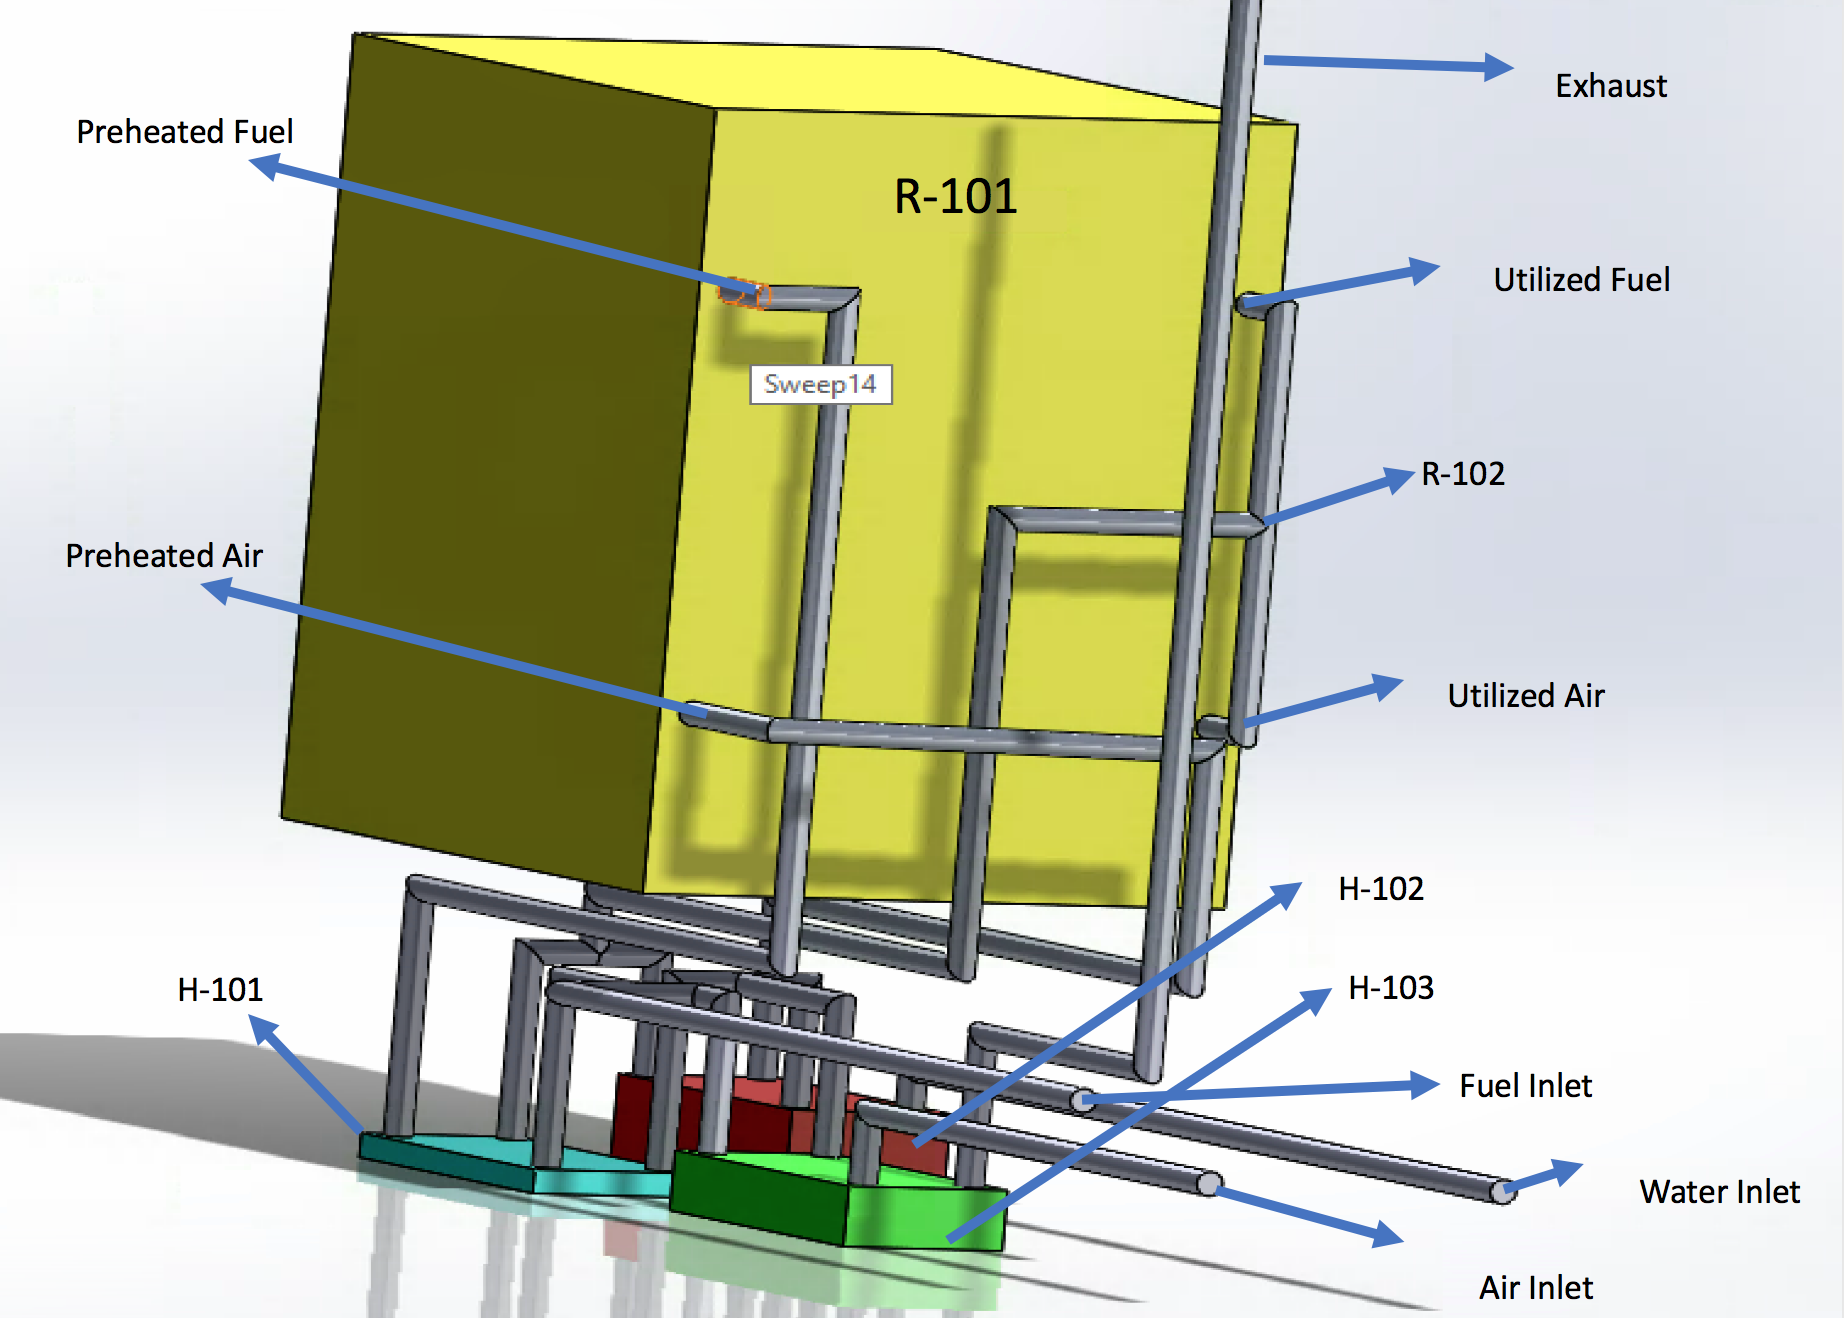 Exhaust
Preheated Fuel
R-101
Utilized Fuel
Sweep14
R-102
Preheated Air
Utilized Air
H-102
H-101
H-103
Fuel Inlet
Water Inlet
Air Inlet